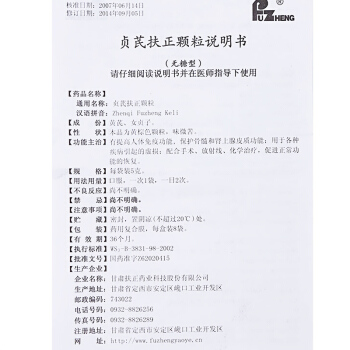 核准日期：2007年06月14日
修订日期：2014年09月05日
FUZHENG
贞芪扶正颗粒说明书
（无糖型）
请仔细阅读说明书并在医师指导下使用
【药品名称】
通用名称：贞芪扶正颗粒
汉语拼音：Zhenqi Fuzheng Keli
【成　份】黄芪、女贞子。
【性　状】本品为黄棕色颗粒，味微苦。
【功能主治】有提高人体免疫功能，保护骨髓和肾上腺皮质功能；用于各种
疾病引起的虚损；配合手术、放射线、化学治疗，促进正常功
能的恢复。
【规　格】每袋装5克。
【用法用量】口服，一次1袋，一日2次。
【不良反应】尚不明确。
【禁　忌】尚不明确。
【注意事项】尚不明确。
【贮　藏】密封，置阴凉（不超过20℃）处。
【包　装】药用复合膜，每盒装8袋。
【有 效 期】36个月。
【执行标准】WS₃-B-3831-98-2002
【批准文号】国药准字Z62020415
【生产企业】
企业名称：甘肃扶正药业科技股份有限公司
生产地址：甘肃省定西市安定区巉口工业开发区
邮政编码：743022
电话号码：0932-8826256
传真号码：0932-8826289
注册地址：甘肃省定西市安定区巉口工业开发区
网　　址：http://www.fuzhengyaoye.cn